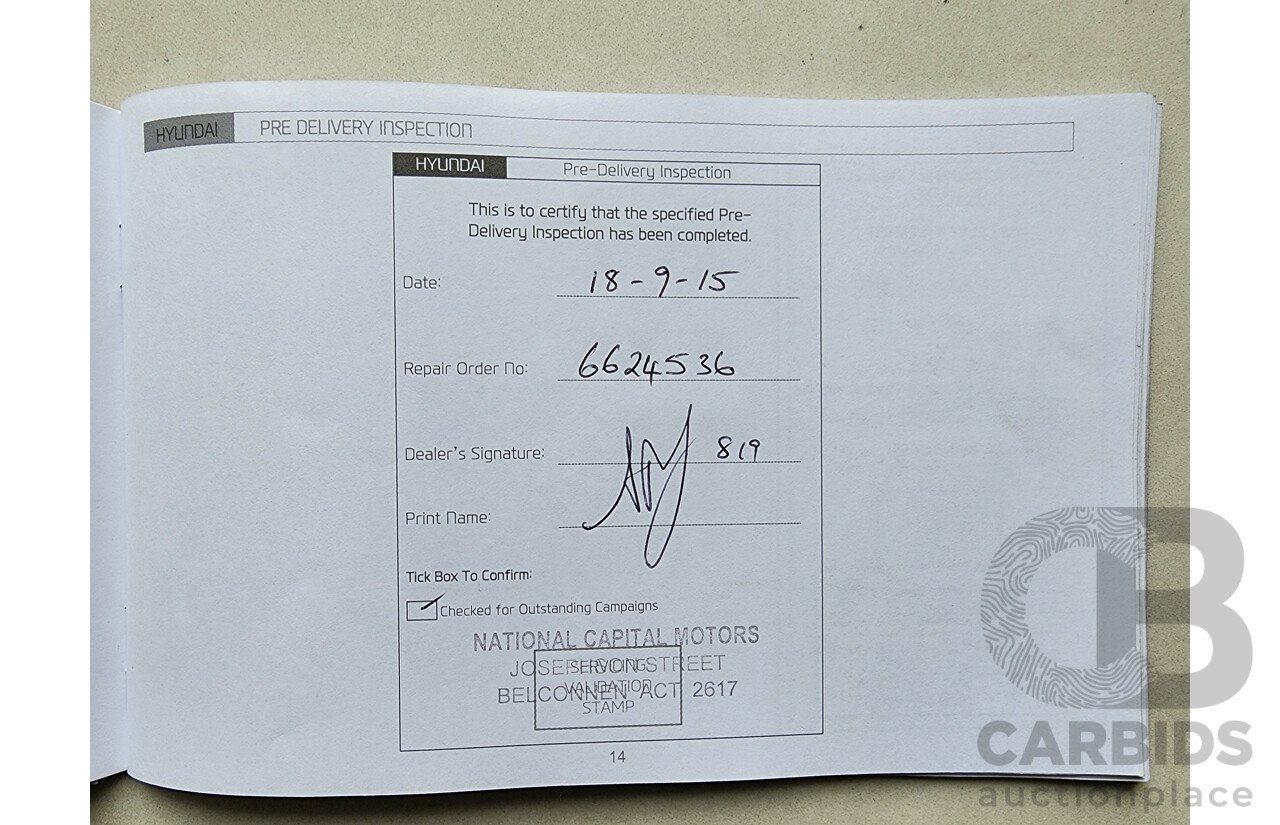 HYUNDAI PRE DELIVERY INSPECTION
HYUNDAI Pre-Delivery Inspection
This is to certify that the specified Pre-
Delivery Inspection has been completed.
Date: 18-9-15
Repair Order No: 6624536
Dealer's Signature: 819
Print Name:
Tick Box To Confirm:
Checked for Outstanding Campaigns
NATIONAL CAPITAL MOTORS
STREET
SERVICING
BELCONNEN ACT 2617
VALIDATION
STAMP
14
CB
CARBIDS
auctionplace